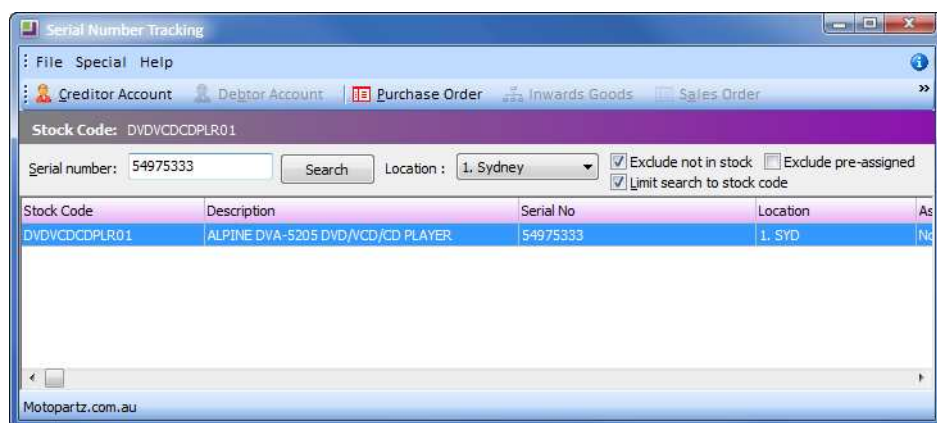 Serial Number Tracking
File Special Help
Creditor Account Debtor Account Purchase Order Inwards Goods Sales Order »
Stock Code: DVDVCDCDPLR01
Serial number: 54975333 Search Location : 1. Sydney Exclude not in stock Exclude pre-assigned
Limit search to stock code
Stock Code Description Serial No Location As
DVDVCDCDPLR01 ALPINE DVA-5205 DVD/VCD/CD PLAYER 54975333 1. SYD No
Motopartz.com.au